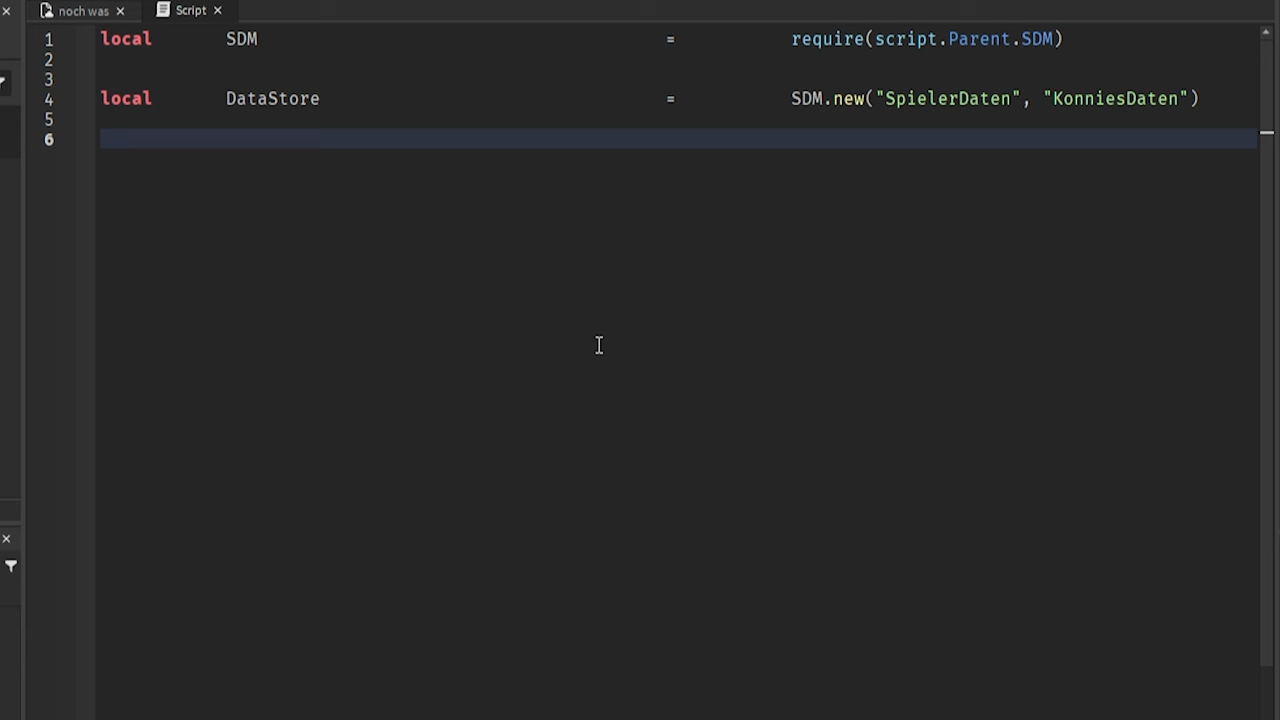 noch was
Script
1 local SDM = require(script.Parent.SDM)
2
3
4 local DataStore = SDM.new("SpielerDaten", "KonniesDaten")
5
6